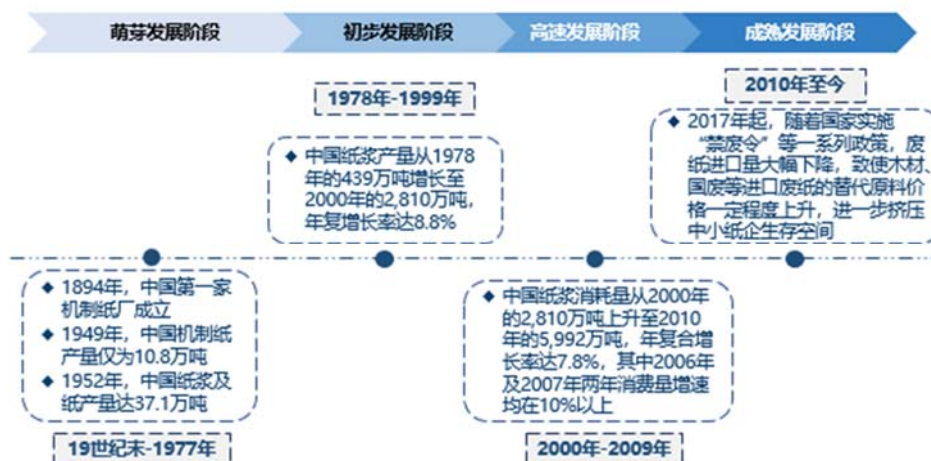 萌芽发展阶段
初步发展阶段
高速发展阶段
成熟发展阶段
1978年-1999年
◆ 中国纸浆产量从1978
年的439万吨增长至
2000年的2,810万吨，
年复增长率达8.8%
2010年至今
◆ 2017年起，随着国家实施
“禁废令”等一系列政策，废
纸进口量大幅下降，致使木材、
国废等进口废纸的替代原料价
格一定程度上升，进一步挤压
中小纸企生存空间
◆ 1894年，中国第一家
机制纸厂成立
◆ 1949年，中国机制纸
产量仅为10.8万吨
◆ 1952年，中国纸浆及
纸产量达37.1万吨
19世纪末-1977年
◆ 中国纸浆消耗量从2000年
的2,810万吨上升至2010
年的5,992万吨，年复合增
长率达7.8%，其中2006年
及2007年两年消费量增速
均在10%以上
2000年-2009年